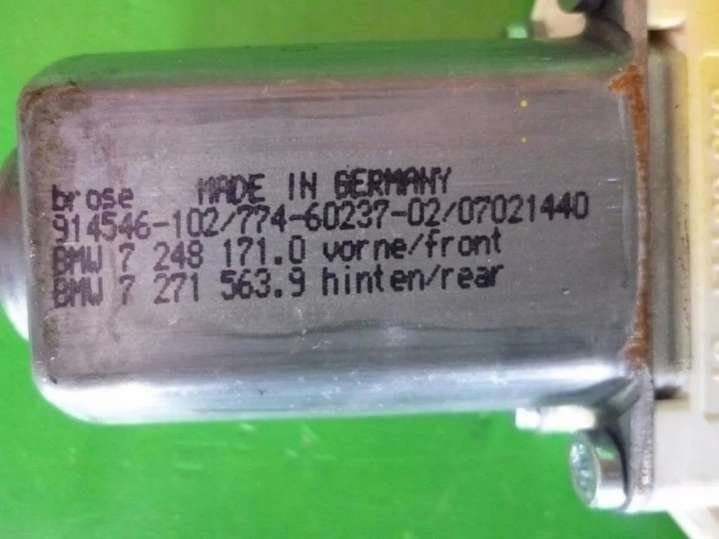 brose MADE IN GERMANY
914546-102/774-60237-02/07021440
BMW 7 248 171.0 vorne/front
BMW 7 271 563.9 hinten/rear